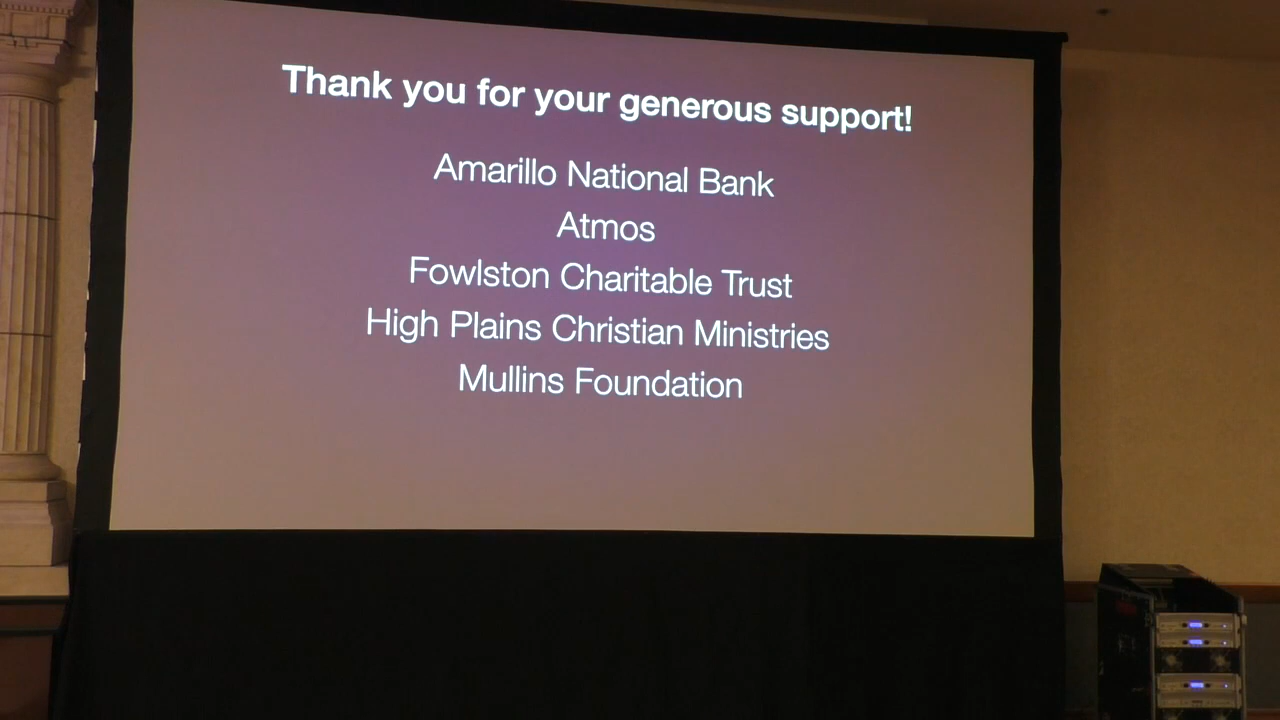 Thank you for your generous support!
Amarillo National Bank
Atmos
Fowlston Charitable Trust
High Plains Christian Ministries
Mullins Foundation